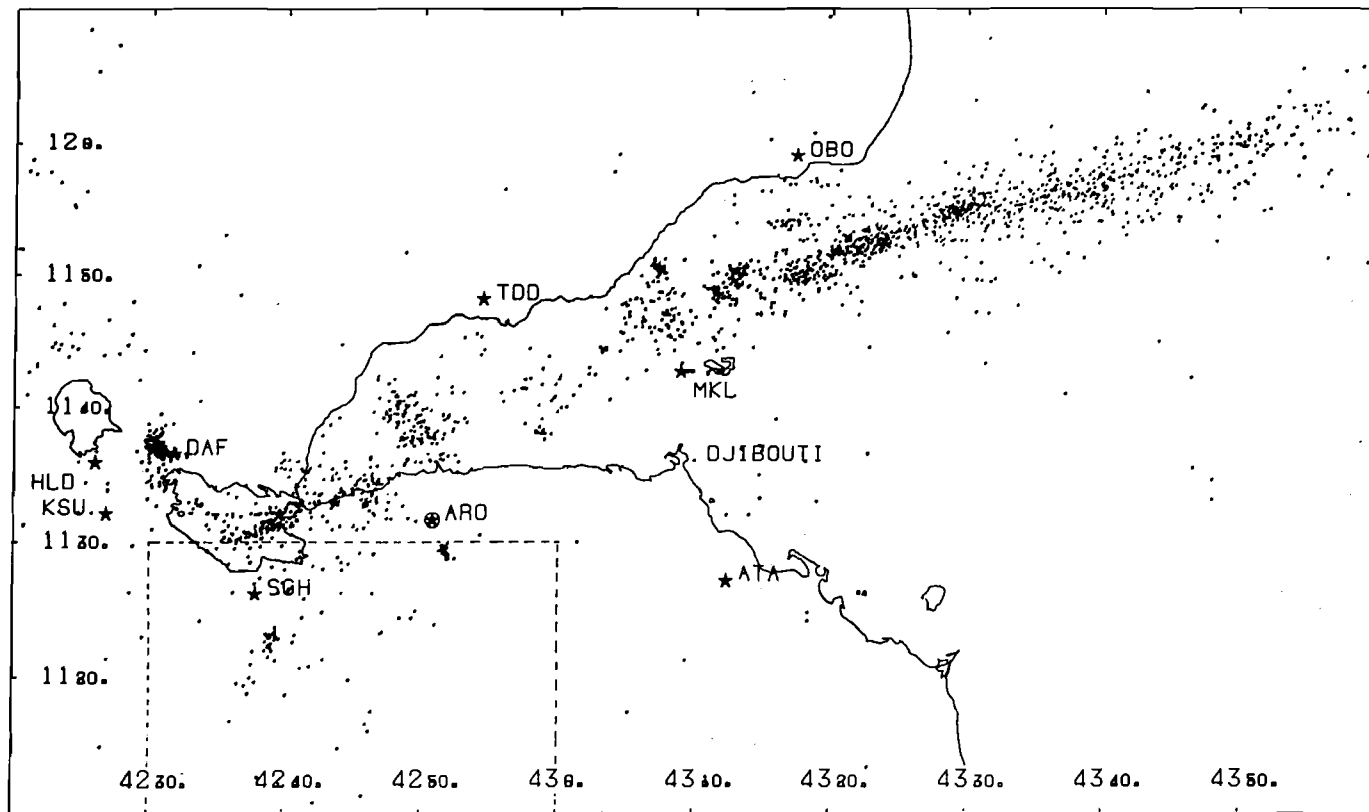 12 0.
OBO
11 50.
TDD
MKL
11 40.
DAF
DJIBOUTI
HLD
KSU
ARO
11 30.
ATA
SGH
11 20.
42 30.
42 40.
42 50.
43 0.
43 10.
43 20.
43 30.
43 40.
43 50.